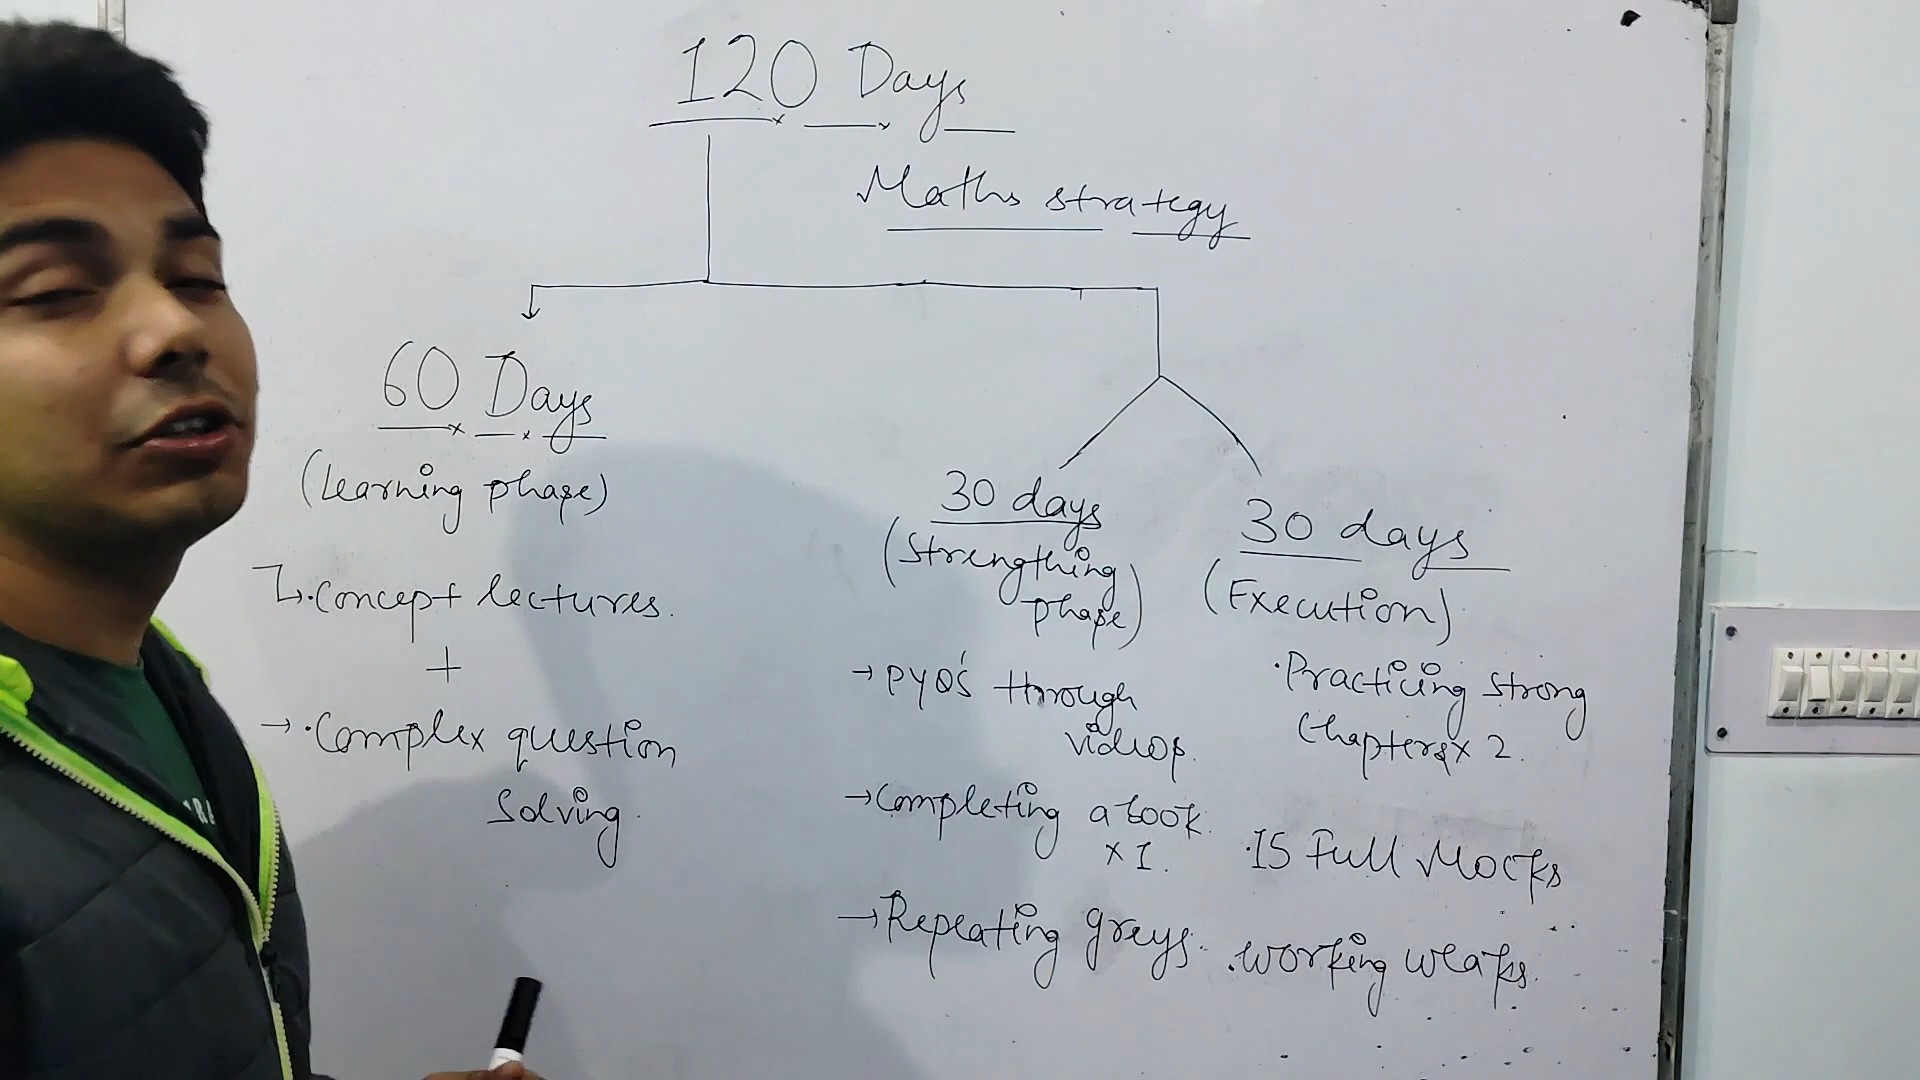 120 Days
Maths strategy
60 Days
(learning phase)
.Concept lectures.
+
→ .Complex question
Solving.
30 days
(Strengthing
phase)
→ PYQ's through
videos.
→ Completing a book.
x 1.
→ Repeating greys.
30 days
(Execution)
.Practicing strong
Chapters x 2.
.15 Full Mocks
.Working weaks.